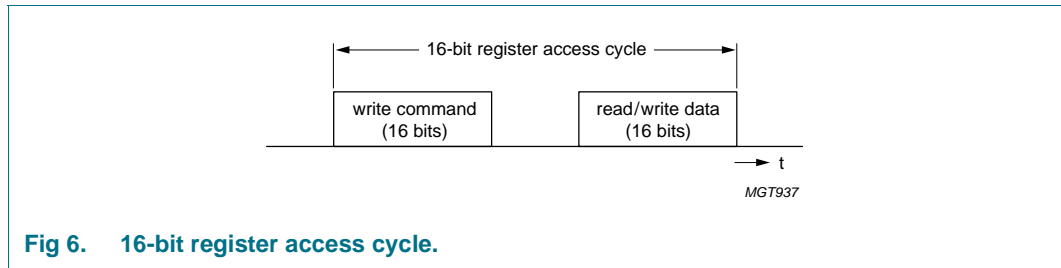 16-bit register access cycle
write command
(16 bits)
read/write data
(16 bits)
t
MGT937
Fig 6. 16-bit register access cycle.